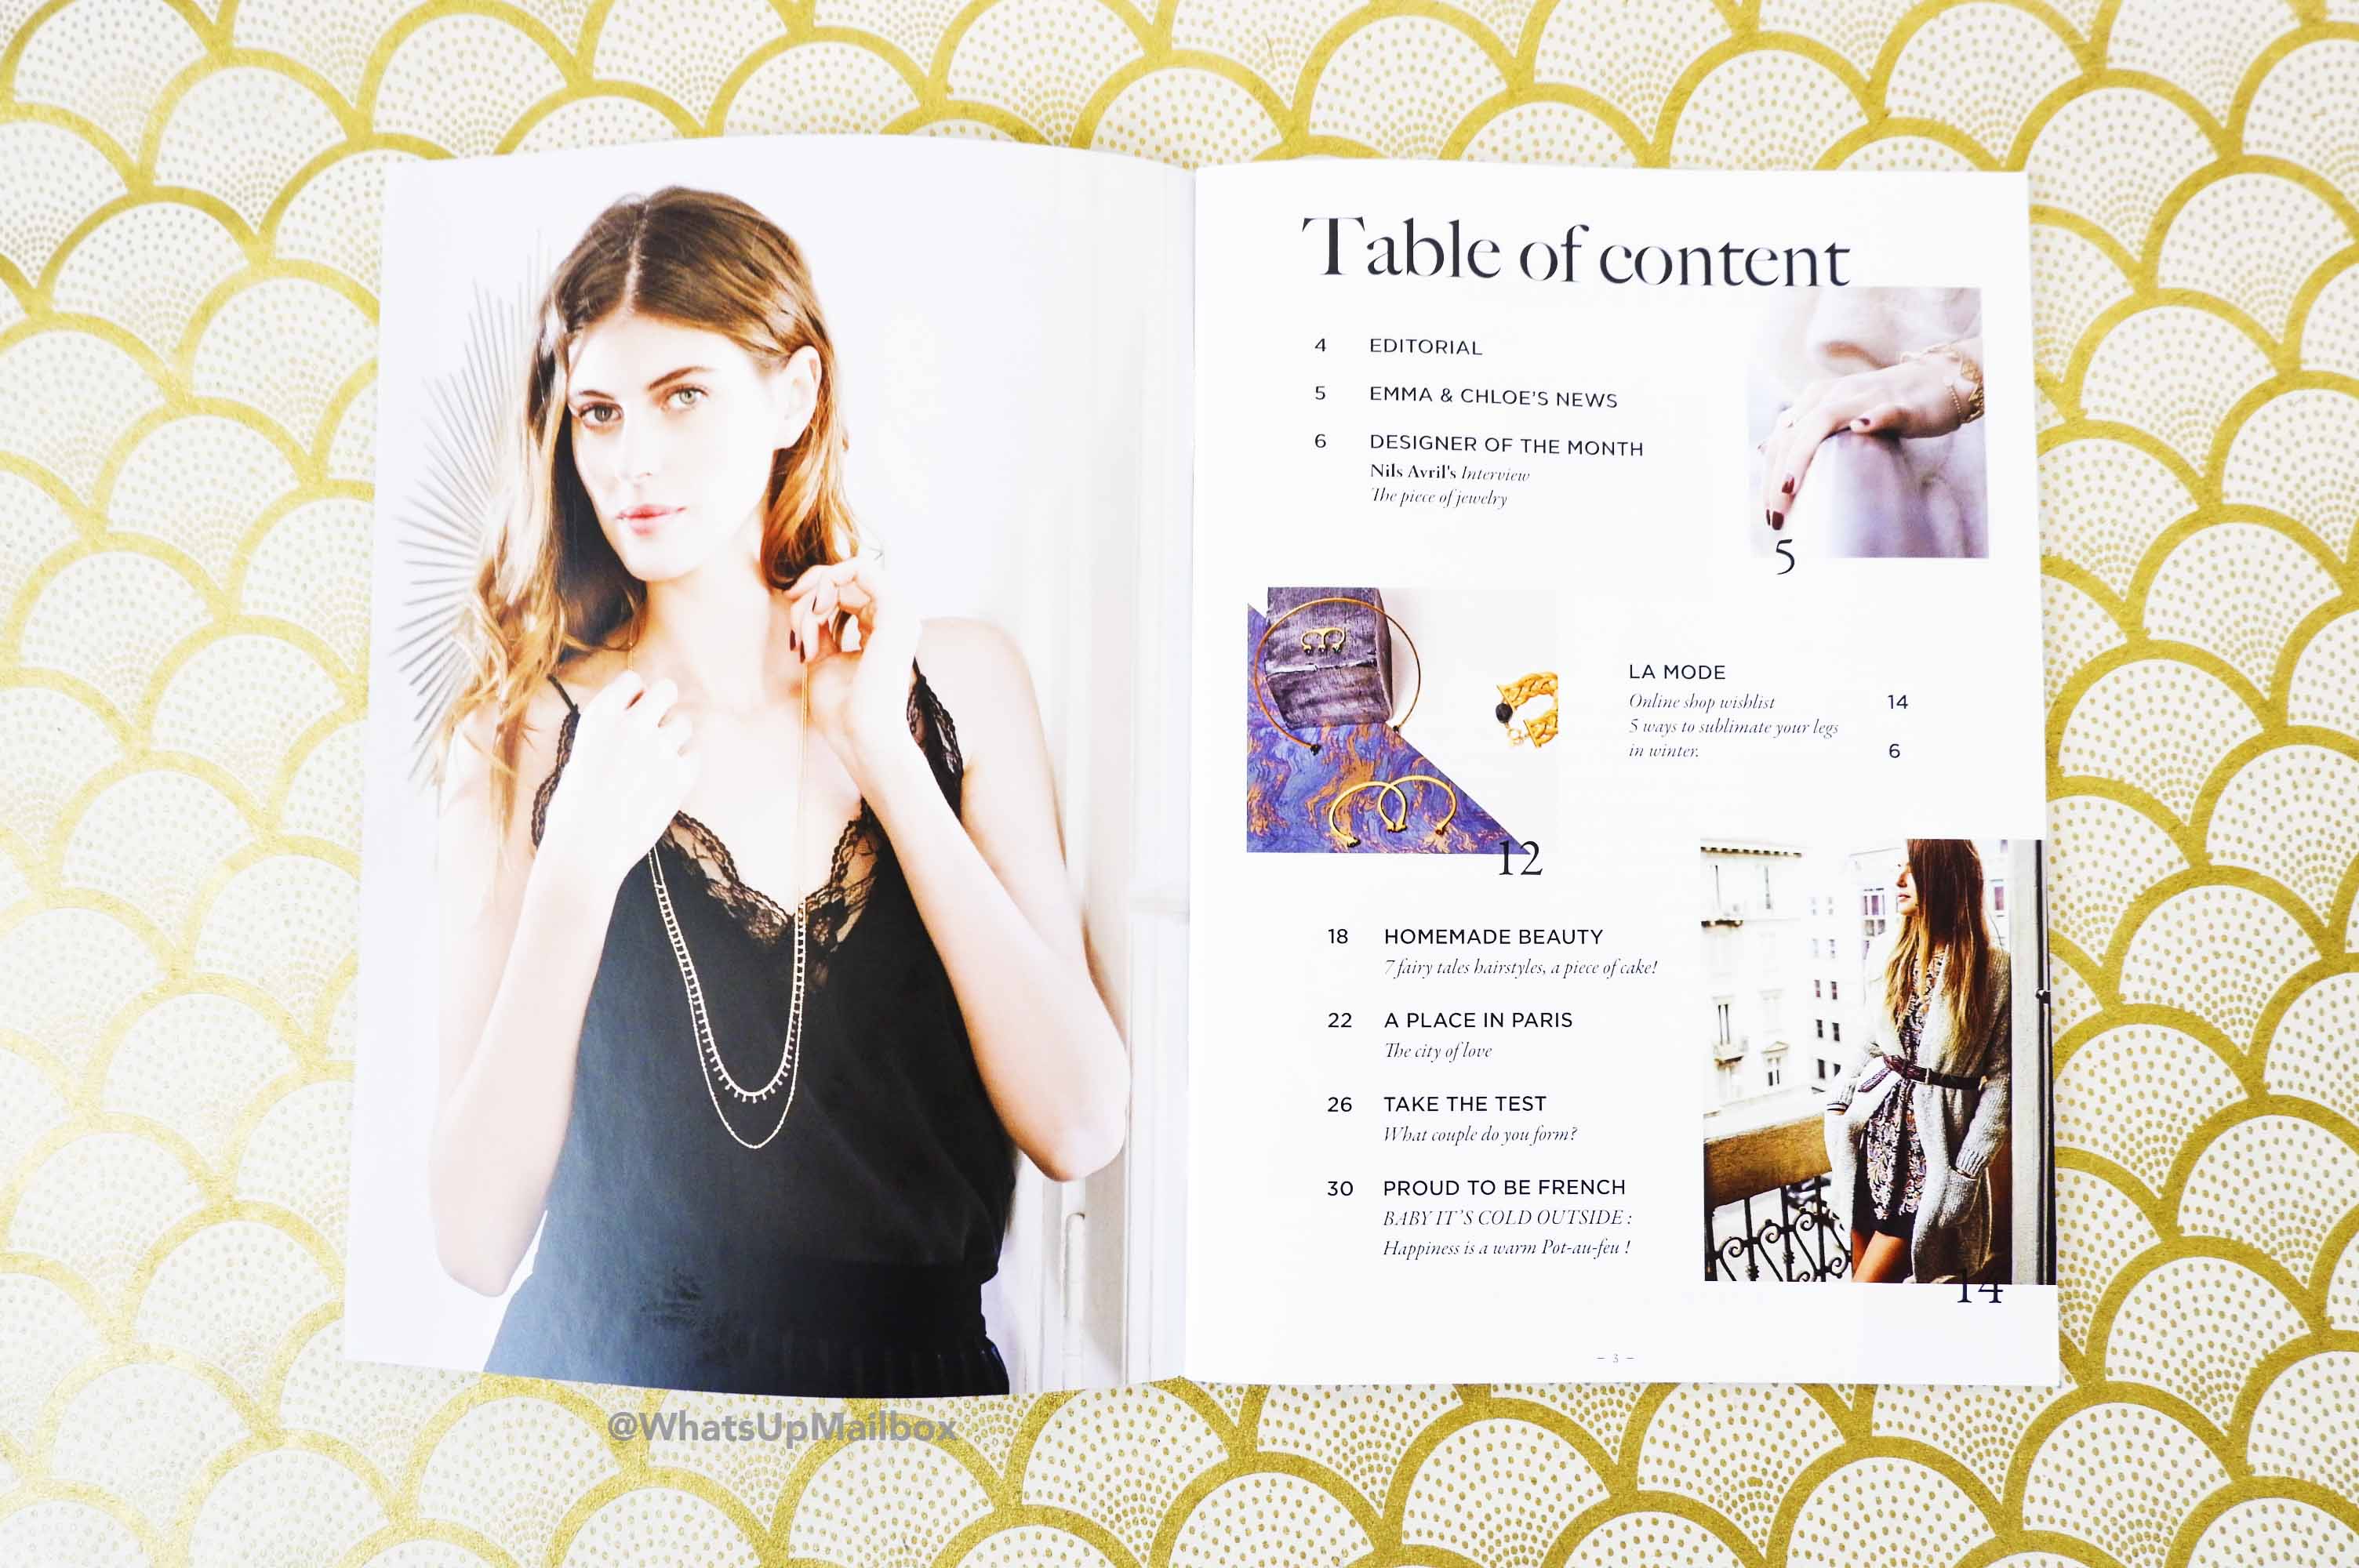 Table of content
4 EDITORIAL
5 EMMA & CHLOE'S NEWS
6 DESIGNER OF THE MONTH
Nils Avril's Interview
The piece of jewelry
5
LA MODE
Online shop wishlist 14
5 ways to sublimate your legs
in winter. 6
12
18 HOMEMADE BEAUTY
7 fairy tales hairstyles, a piece of cake!
22 A PLACE IN PARIS
The city of love
26 TAKE THE TEST
What couple do you form?
30 PROUD TO BE FRENCH
BABY IT'S COLD OUTSIDE :
Happiness is a warm Pot-au-feu !
14
– 3 –
@WhatsUpMailbox